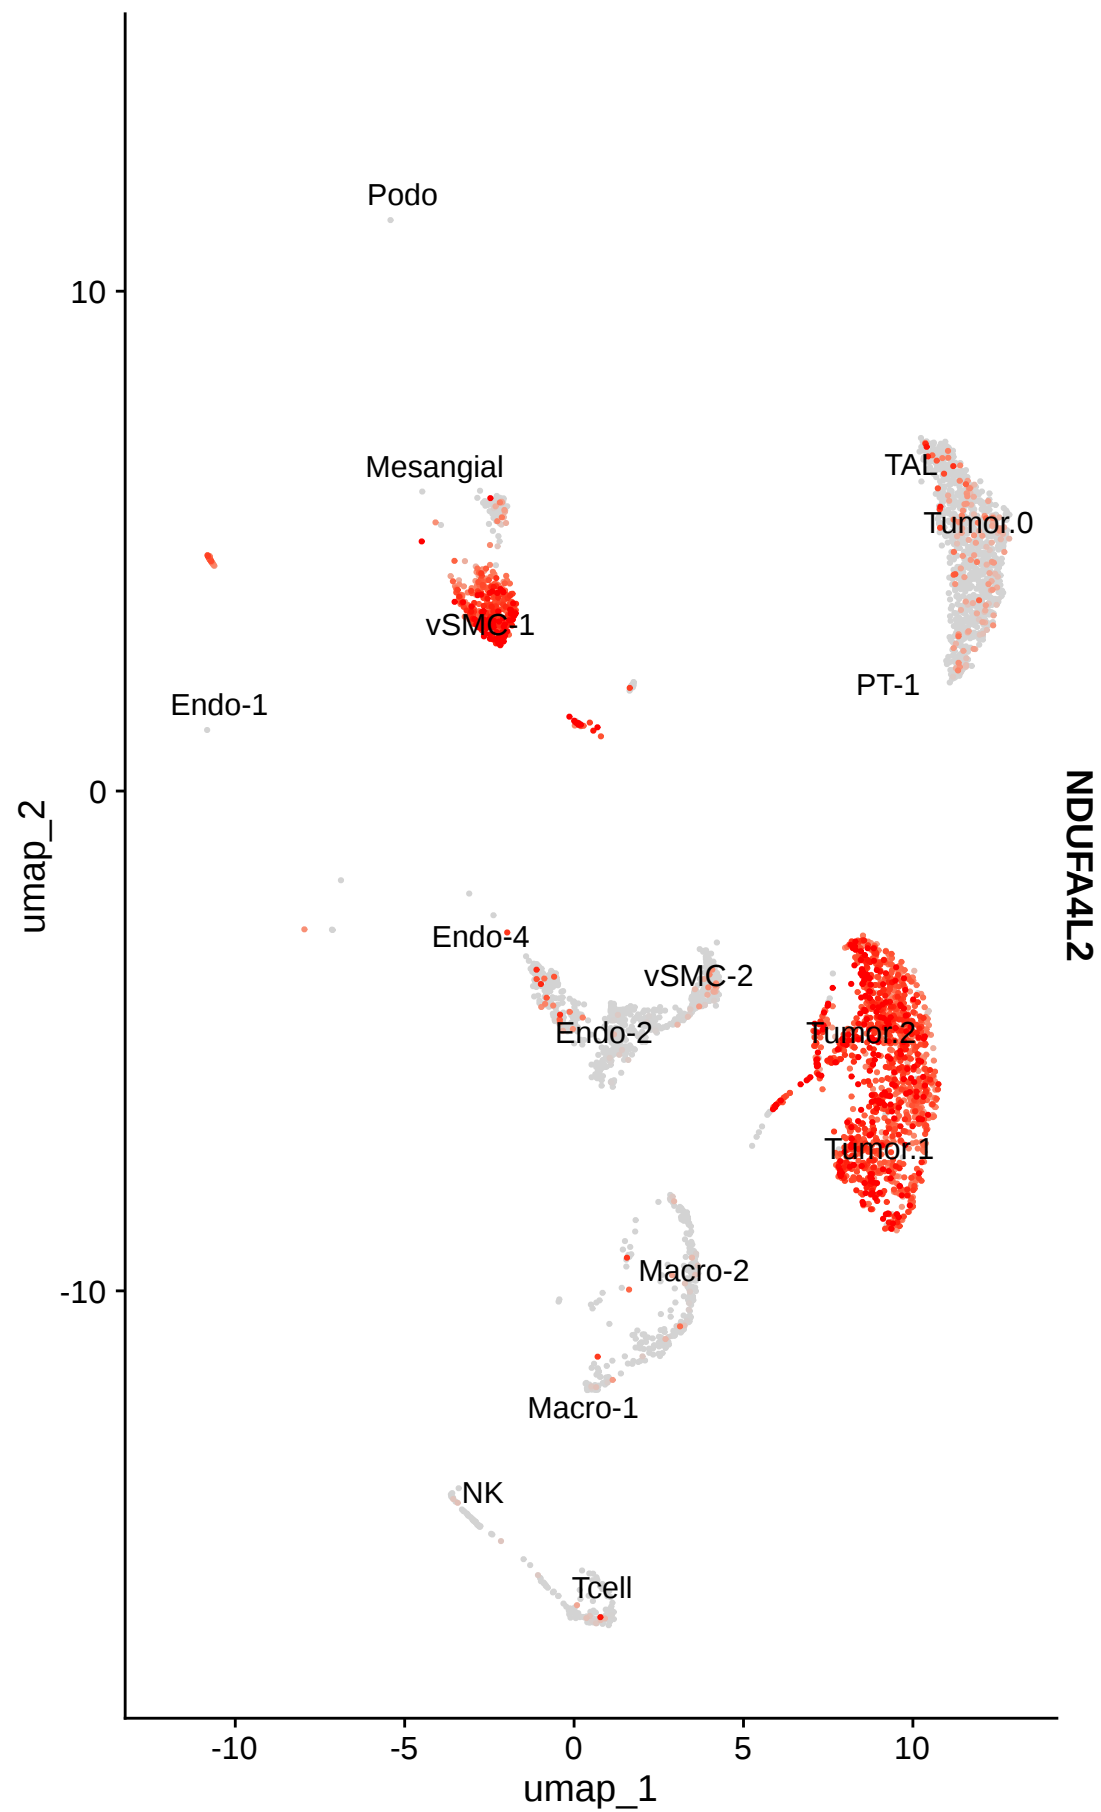 Podo
10
Mesangial
TAL
Tumor.0
vSMC-1
PT-1
Endo-1
0
umap_2
NDUFA4L2
Endo-4
vSMC-2
Endo-2
Tumor.2
Tumor.1
Macro-2
-10
Macro-1
NK
Tcell
-10 -5 0 5 10
umap_1